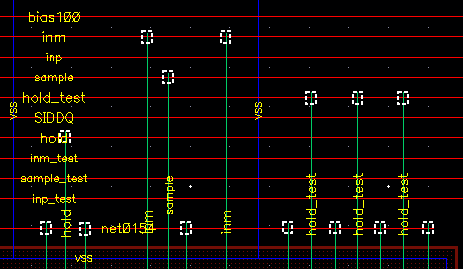 bias100
inm
inp
sample
hold_test
SIDDQ
hold
inm_test
sample_test
inp_test
vss
hold
inm
sample
inm
vss
hold_test
hold_test
hold_test
vss